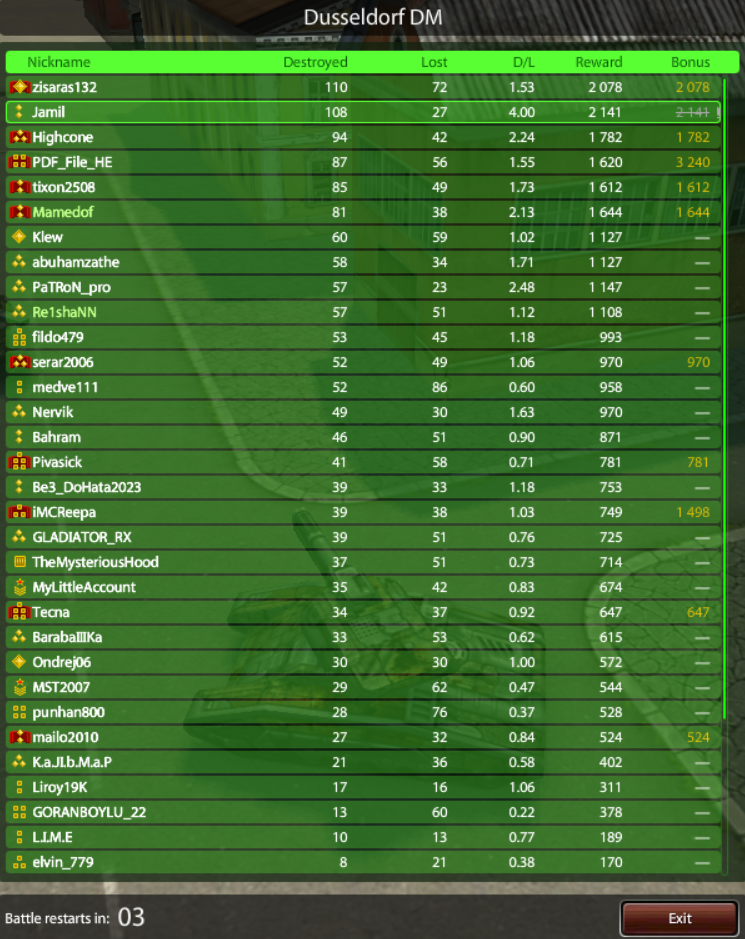 Dusseldorf DM
Nickname Destroyed Lost D/L Reward Bonus
zisaras132 110 72 1.53 2 078 2 078
Jamil 108 27 4.00 2 141 2 141
Highcone 94 42 2.24 1 782 1 782
PDF_File_HE 87 56 1.55 1 620 3 240
tixon2508 85 49 1.73 1 612 1 612
Mamedof 81 38 2.13 1 644 1 644
Klew 60 59 1.02 1 127 —
abuhamzathe 58 34 1.71 1 127 —
PaTRoN_pro 57 23 2.48 1 147 —
Re1shaNN 57 51 1.12 1 108 —
fildo479 53 45 1.18 993 —
serar2006 52 49 1.06 970 970
medve111 52 86 0.60 958 —
Nervik 49 30 1.63 970 —
Bahram 46 51 0.90 871 —
Pivasick 41 58 0.71 781 781
Be3_DoHata2023 39 33 1.18 753 —
iMCReepa 39 38 1.03 749 1 498
GLADIATOR_RX 39 51 0.76 725 —
TheMysteriousHood 37 51 0.73 714 —
MyLittleAccount 35 42 0.83 674 —
Tecna 34 37 0.92 647 647
BarabaIIIKa 33 53 0.62 615 —
Ondrej06 30 30 1.00 572 —
MST2007 29 62 0.47 544 —
punhan800 28 76 0.37 528 —
mailo2010 27 32 0.84 524 524
K.a.JI.b.M.a.P 21 36 0.58 402 —
Liroy19K 17 16 1.06 311 —
GORANBOYLU_22 13 60 0.22 378 —
L.I.M.E 10 13 0.77 189 —
elvin_779 8 21 0.38 170 —
Battle restarts in: 03 Exit